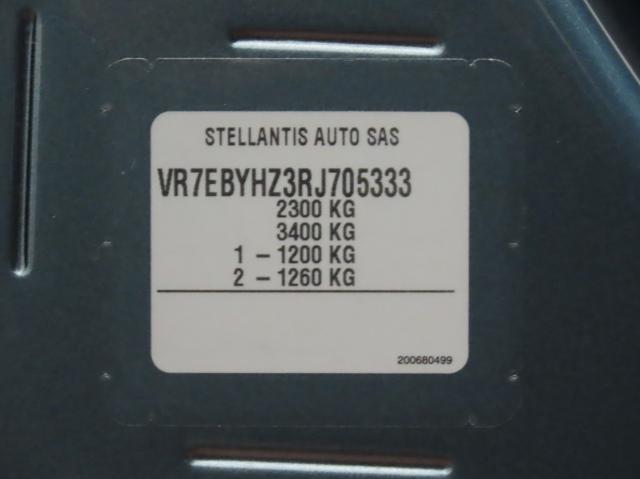 STELLANTIS AUTO SAS
VR7EBYHZ3RJ705333
2300 KG
3400 KG
1 – 1200 KG
2 – 1260 KG
200680499